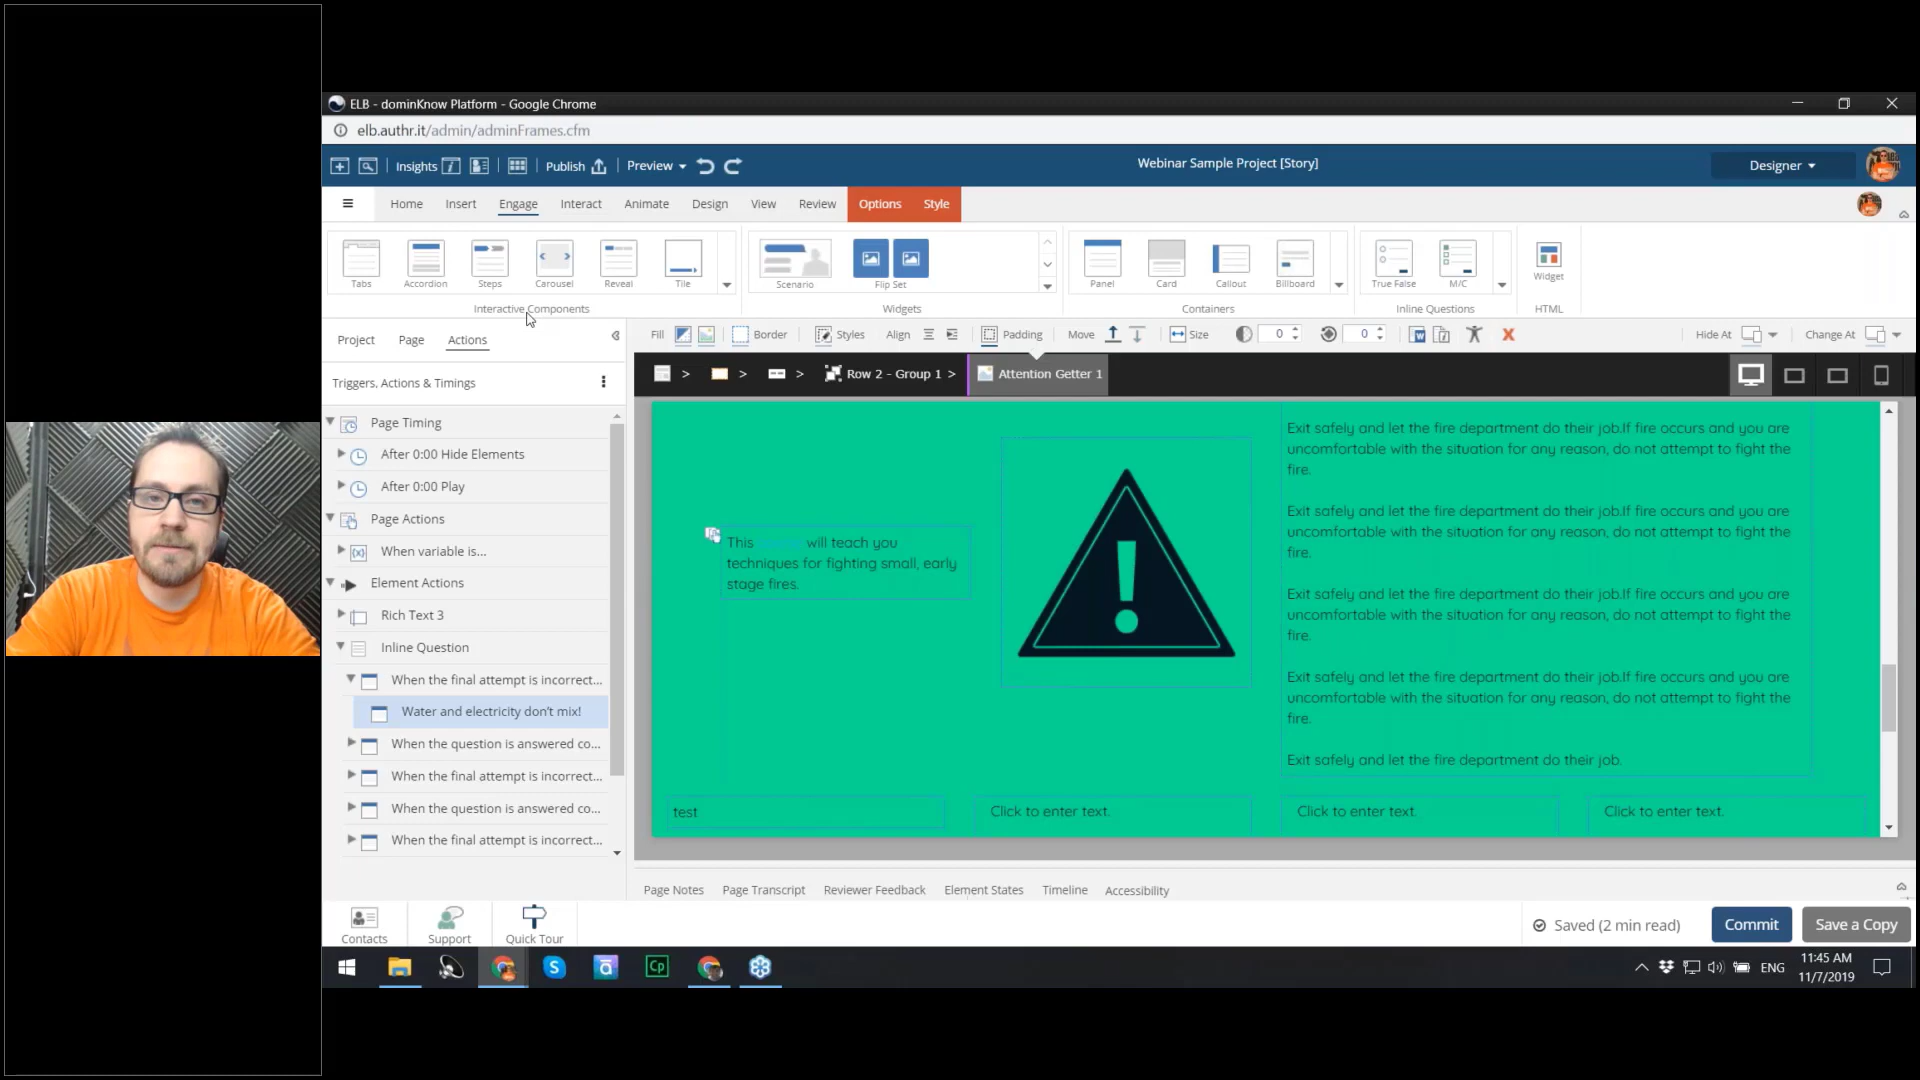 ELB - dominKnow Platform - Google Chrome
elb.authr.it/admin/adminFrames.cfm
Insights
Publish
Preview
Webinar Sample Project [Story]
Designer
Home
Insert
Engage
Interact
Animate
Design
View
Review
Options
Style
Tabs
Accordion
Steps
Carousel
Reveal
Tile
Interactive Components
Scenario
Flip Set
Widgets
Panel
Card
Callout
Billboard
Containers
True False
M/C
Inline Questions
Widget
HTML
Project
Page
Actions
Fill
Border
Styles
Align
Padding
Move
Size
0
0
Hide At
Change At
Triggers, Actions & Timings
Row 2 - Group 1 >
Attention Getter 1
Page Timing
After 0:00 Hide Elements
After 0:00 Play
Page Actions
When variable is...
Element Actions
Rich Text 3
Inline Question
When the final attempt is incorrect...
Water and electricity don't mix!
When the question is answered co...
When the final attempt is incorrect...
When the question is answered co...
When the final attempt is incorrect...
This
will teach you
techniques for fighting small, early
stage fires.
Exit safely and let the fire department do their job.If fire occurs and you are
uncomfortable with the situation for any reason, do not attempt to fight the
fire.
Exit safely and let the fire department do their job.If fire occurs and you are
uncomfortable with the situation for any reason, do not attempt to fight the
fire.
Exit safely and let the fire department do their job.If fire occurs and you are
uncomfortable with the situation for any reason, do not attempt to fight the
fire.
Exit safely and let the fire department do their job.If fire occurs and you are
uncomfortable with the situation for any reason, do not attempt to fight the
fire.
Exit safely and let the fire department do their job.
test
Click to enter text.
Click to enter text.
Click to enter text.
Page Notes
Page Transcript
Reviewer Feedback
Element States
Timeline
Accessibility
Contacts
Support
Quick Tour
Saved (2 min read)
Commit
Save a Copy
S
a
Cp
ENG
11:45 AM
11/7/2019